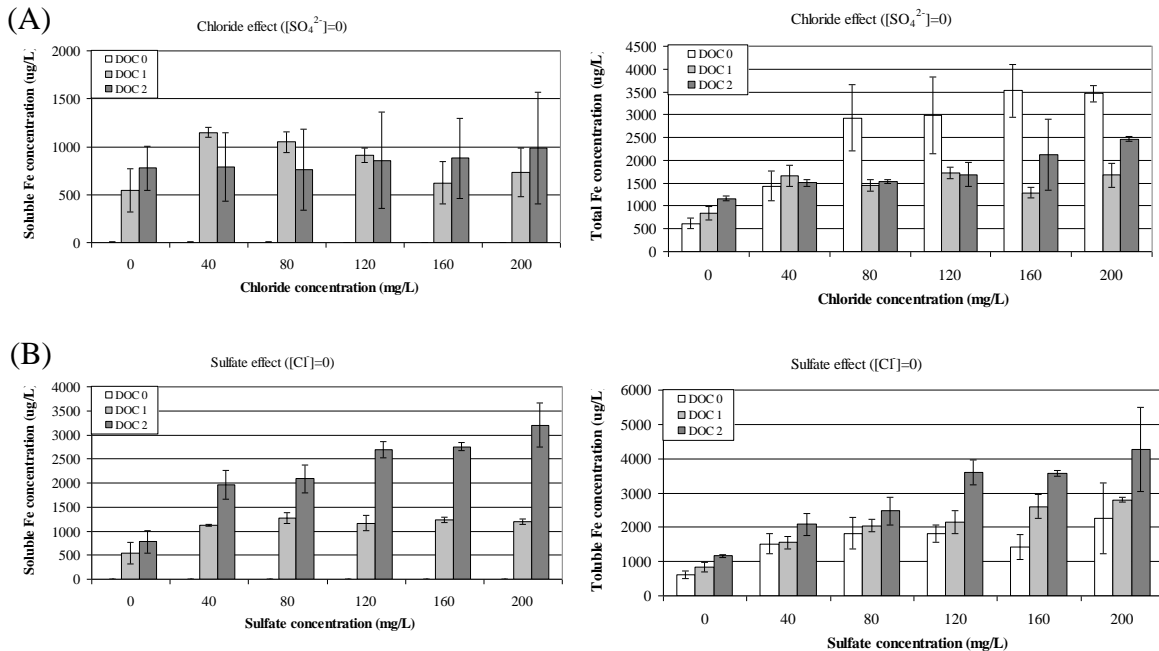 (A)
Chloride effect ([SO₄²⁻]=0)
Soluble Fe concentration (ug/L)
2000
1500
1000
500
0
DOC 0
DOC 1
DOC 2
0 40 80 120 160 200
Chloride concentration (mg/L)
Chloride effect ([SO₄²⁻]=0)
Total Fe concentration (ug/L)
4500
4000
3500
3000
2500
2000
1500
1000
500
0
DOC 0
DOC 1
DOC 2
0 40 80 120 160 200
Chloride concentration (mg/L)
(B)
Sulfate effect ([Cl⁻]=0)
Soluble Fe concentration (ug/L)
4000
3500
3000
2500
2000
1500
1000
500
0
DOC 0
DOC 1
DOC 2
0 40 80 120 160 200
Sulfate concentration (mg/L)
Sulfate effect ([Cl⁻]=0)
Toluble Fe concentration (ug/L)
6000
5000
4000
3000
2000
1000
0
DOC 0
DOC 1
DOC 2
0 40 80 120 160 200
Sulfate concentration (mg/L)